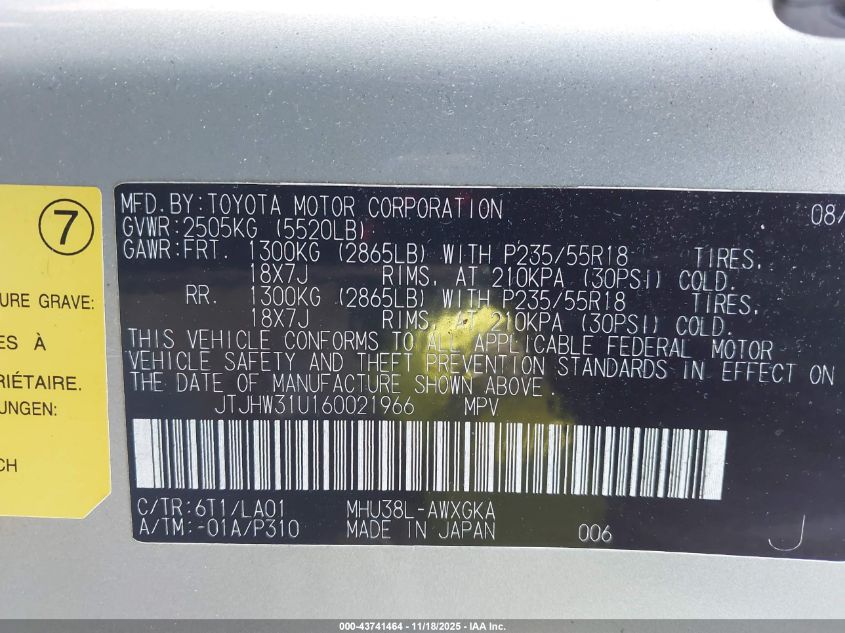 7
URE GRAVE:
ES À
RIÉTAIRE.
UNGEN:
CH
MFD.BY:TOYOTA MOTOR CORPORATION 08/
GVWR:2505KG (5520LB)
GAWR:FRT. 1300KG (2865LB) WITH P235/55R18 TIRES,
18X7J RIMS, AT 210KPA (30PSI) COLD.
RR. 1300KG (2865LB) WITH P235/55R18 TIRES,
18X7J RIMS, AT 210KPA (30PSI) COLD.
THIS VEHICLE CONFORMS TO ALL APPLICABLE FEDERAL MOTOR
VEHICLE SAFETY AND THEFT PREVENTION STANDARDS IN EFFECT ON
THE DATE OF MANUFACTURE SHOWN ABOVE.
JTJHW31U160021966 MPV
C/TR:6T1/LA01 MHU38L-AWXGKA
A/TM:-01A/P310 MADE IN JAPAN 006 J
000-43741464 - 11/18/2025 - IAA Inc.